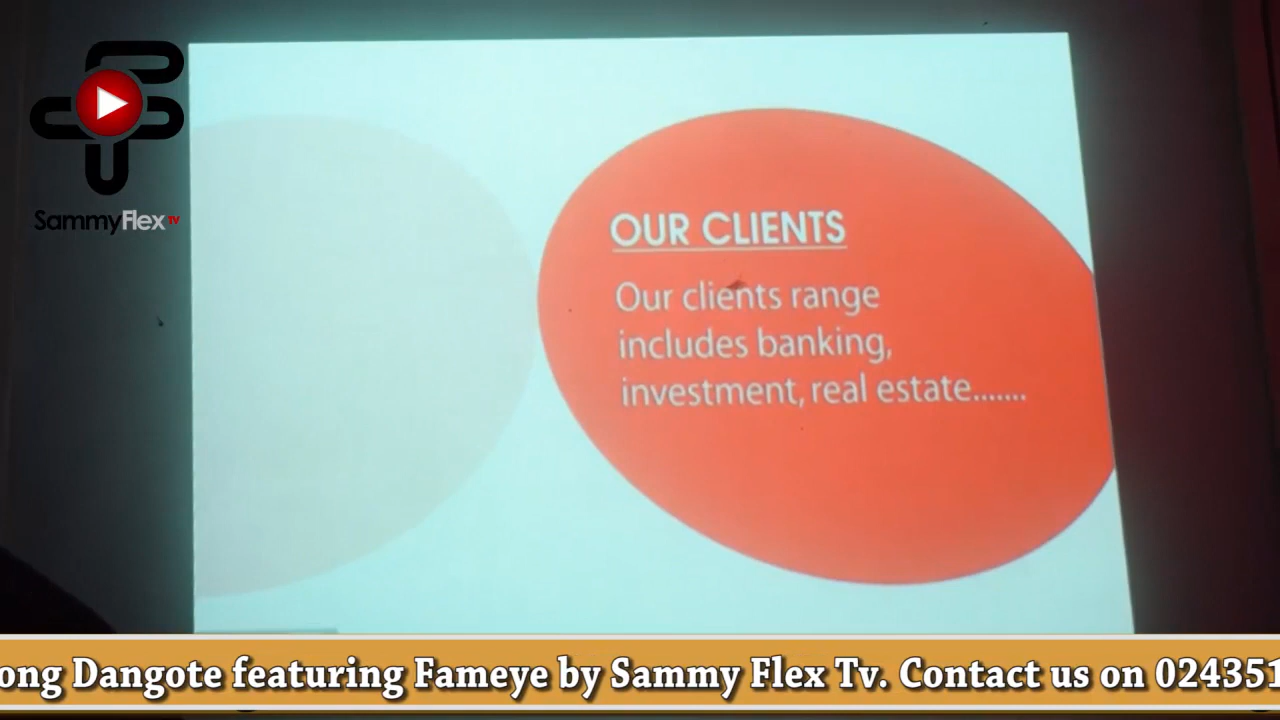 SammyFlex TV
OUR CLIENTS
Our clients range
includes banking,
investment, real estate.......
ong Dangote featuring Fameye by Sammy Flex Tv. Contact us on 024351